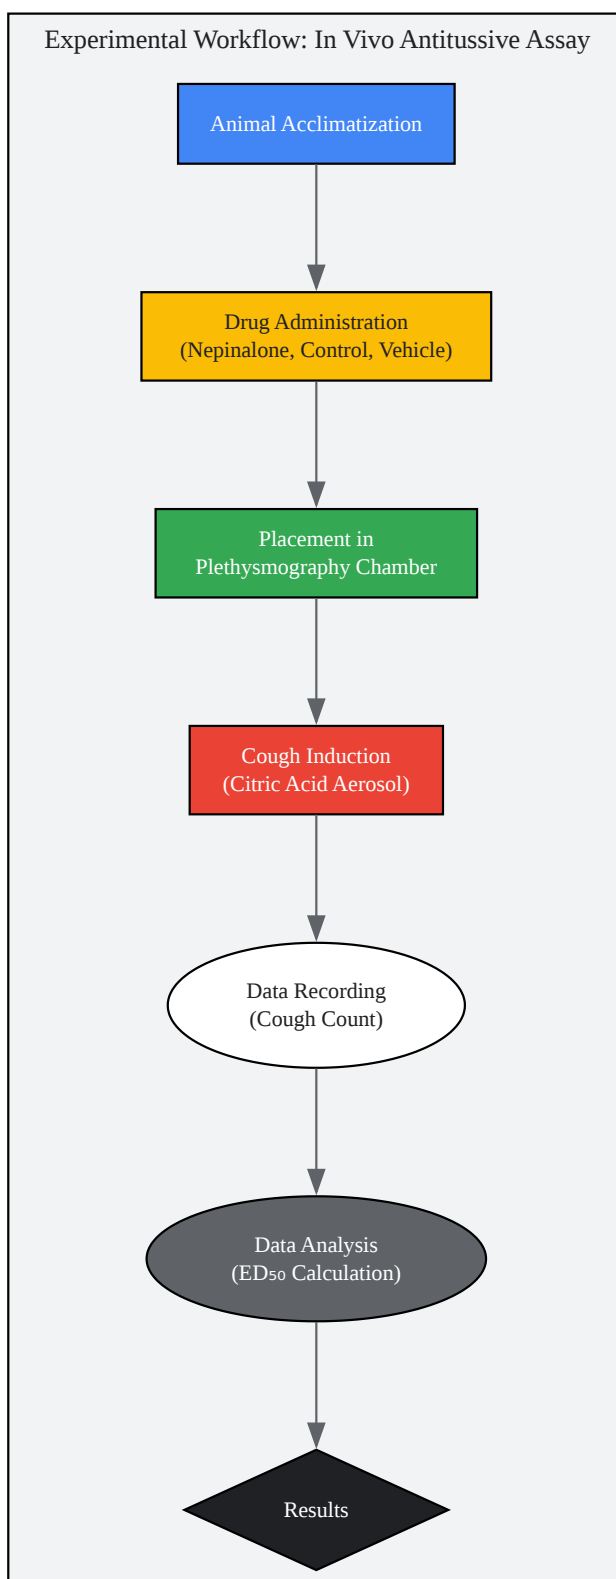 Experimental Workflow: In Vivo Antitussive Assay
Animal Acclimatization
Drug Administration
(Nepinalone, Control, Vehicle)
Placement in
Plethysmography Chamber
Cough Induction
(Citric Acid Aerosol)
Data Recording
(Cough Count)
Data Analysis
(ED₅₀ Calculation)
Results